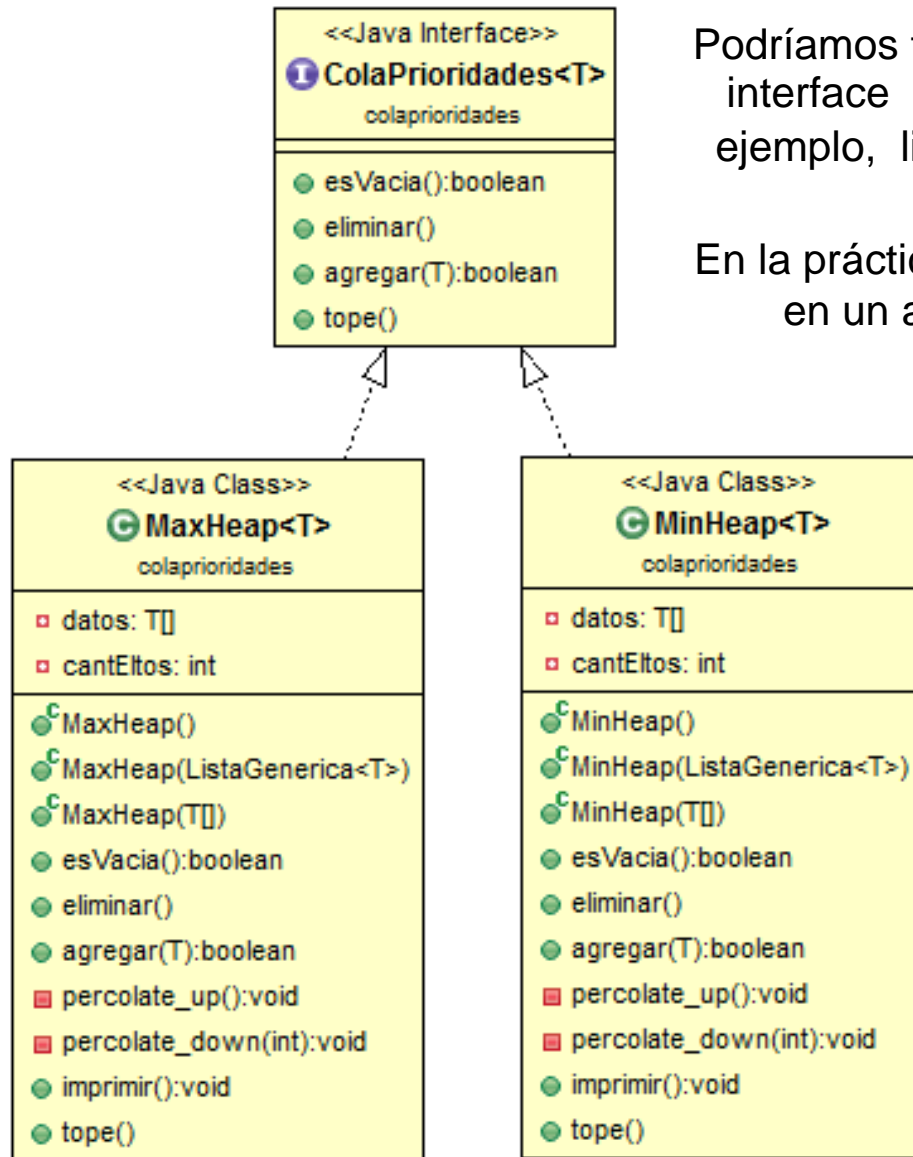 <<Java Interface>>
I ColaPrioridades<T>
colaprioridades
esVacia():boolean
eliminar()
agregar(T):boolean
tope()
Podríamos
interface
ejemplo,
En la
en un
<<Java Class>>
C MaxHeap<T>
colaprioridades
datos: T[]
cantEltos: int
C MaxHeap()
C MaxHeap(ListaGenerica<T>)
C MaxHeap(T[])
esVacia():boolean
eliminar()
agregar(T):boolean
percolate_up():void
percolate_down(int):void
imprimir():void
tope()
<<Java Class>>
C MinHeap<T>
colaprioridades
datos: T[]
cantEltos: int
C MinHeap()
C MinHeap(ListaGenerica<T>)
C MinHeap(T[])
esVacia():boolean
eliminar()
agregar(T):boolean
percolate_up():void
percolate_down(int):void
imprimir():void
tope()